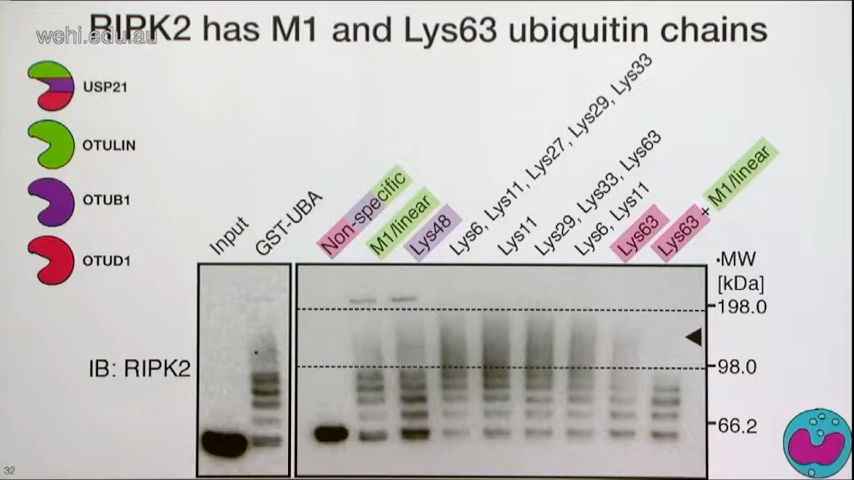 wehi.edu.au
RIPK2 has M1 and Lys63 ubiquitin chains
USP21
OTULIN
OTUB1
OTUD1
Input
GST-UBA
Non-specific
M1/linear
Lys48
Lys6, Lys11, Lys27, Lys29, Lys33
Lys11
Lys29, Lys33, Lys63
Lys6, Lys11
Lys63
Lys63 + M1/linear
MW
[kDa]
198.0
98.0
66.2
IB: RIPK2
32